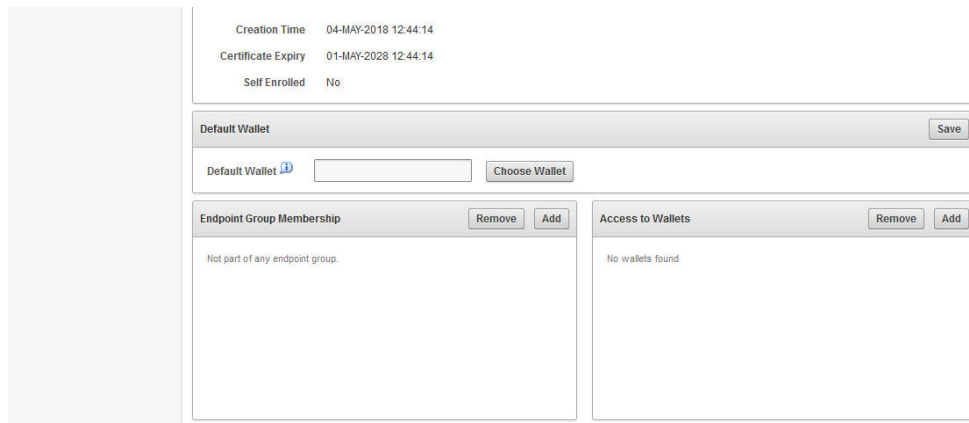 Creation Time 04-MAY-2018 12:44:14
Certificate Expiry 01-MAY-2028 12:44:14
Self Enrolled No
Default Wallet Save
Default Wallet Choose Wallet
Endpoint Group Membership Remove Add
Not part of any endpoint group.
Access to Wallets Remove Add
No wallets found